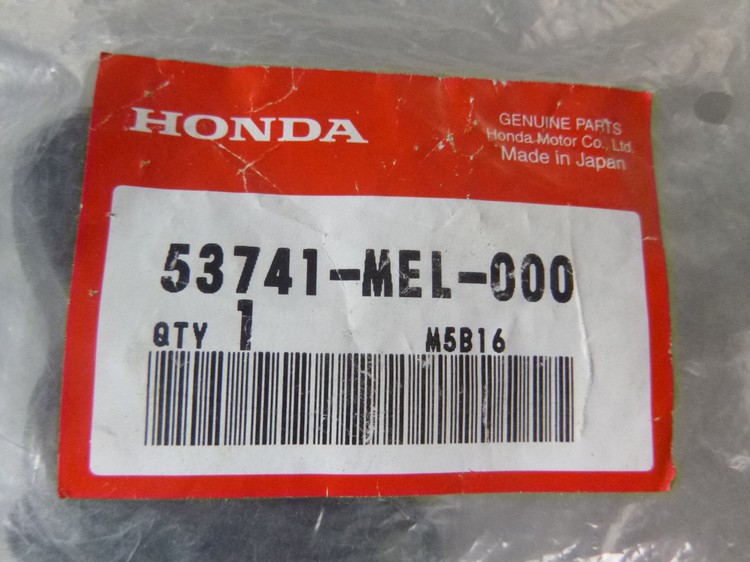 HONDA
GENUINE PARTS
Honda Motor Co., Ltd.
Made in Japan
53741-MEL-000
QTY 1 M5B16